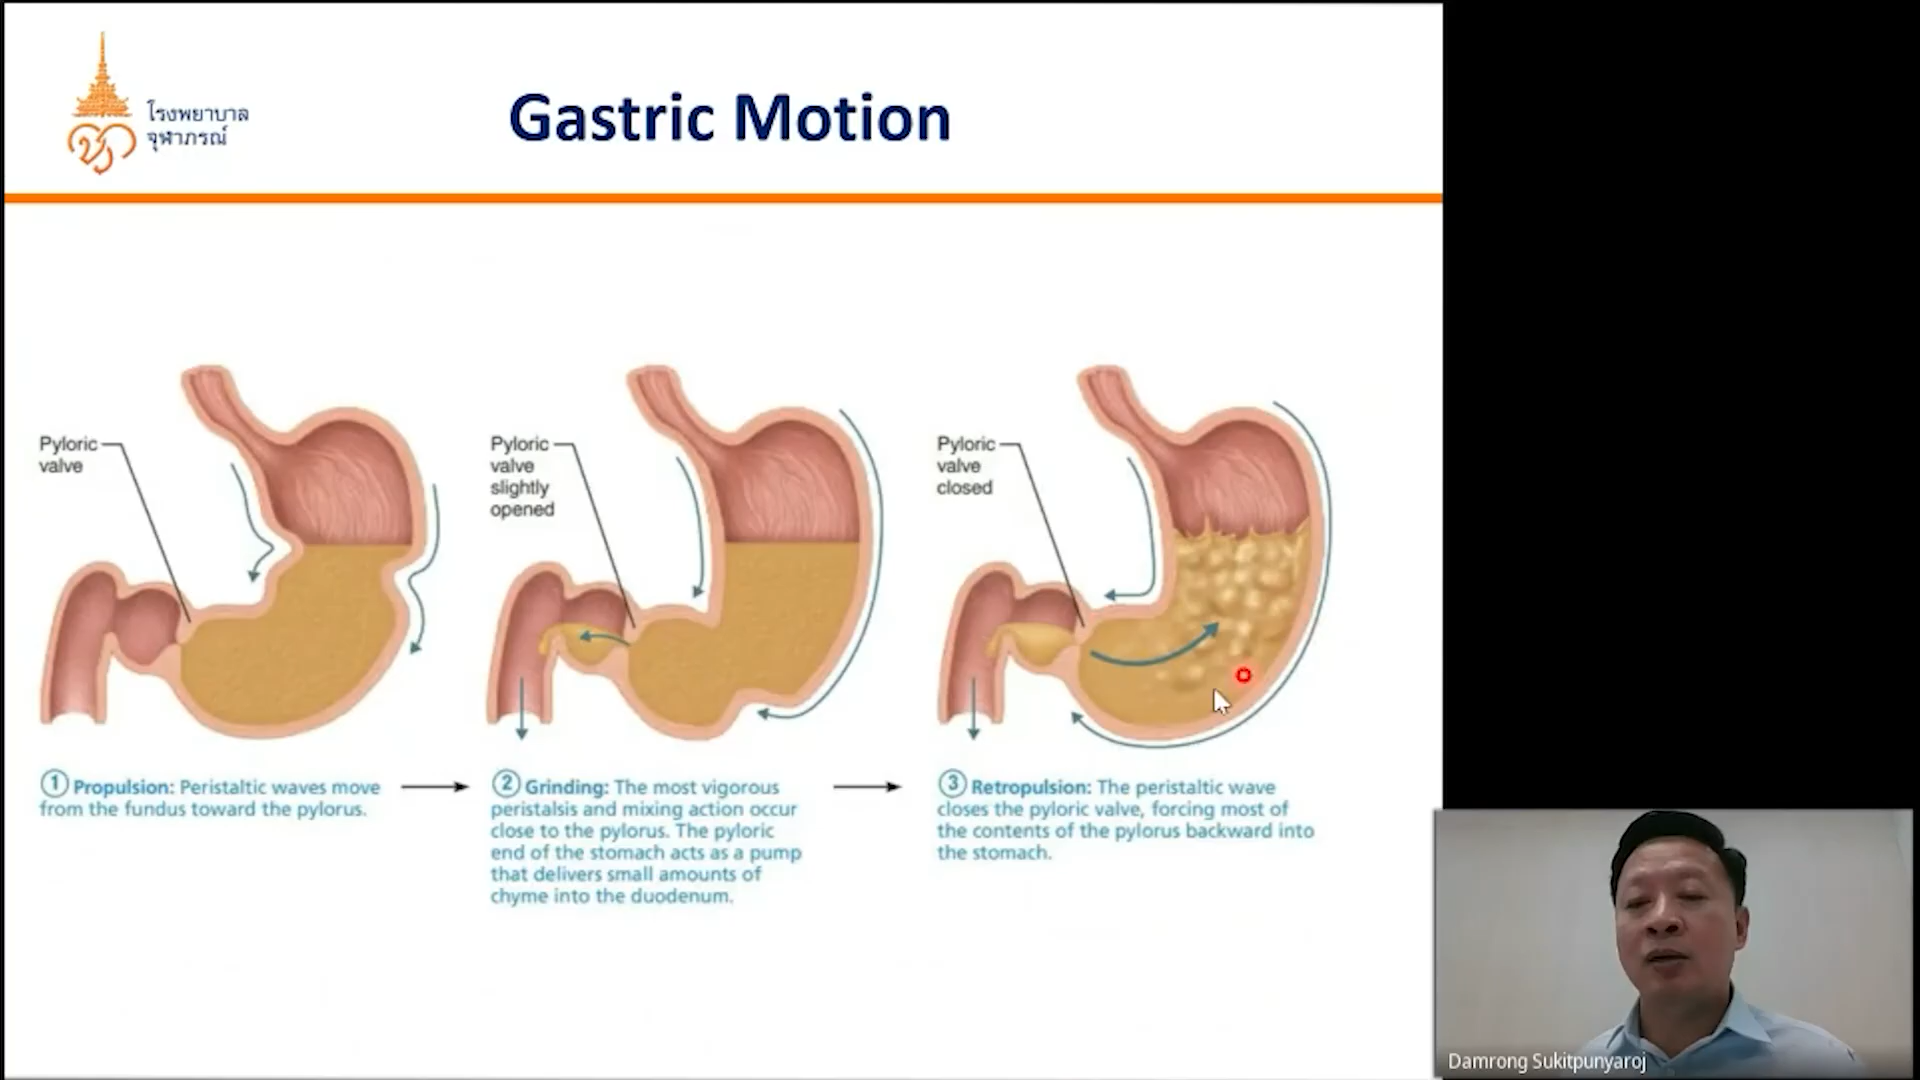 โรงพยาบาล
จุฬาภรณ์
Gastric Motion
Pyloric
valve
Pyloric
valve
slightly
opened
Pyloric
valve
closed
1 Propulsion: Peristaltic waves move
from the fundus toward the pylorus.
2 Grinding: The most vigorous
peristalsis and mixing action occur
close to the pylorus. The pyloric
end of the stomach acts as a pump
that delivers small amounts of
chyme into the duodenum.
3 Retropulsion: The peristaltic wave
closes the pyloric valve, forcing most of
the contents of the pylorus backward into
the stomach.
Damrong Sukitpunyaroj